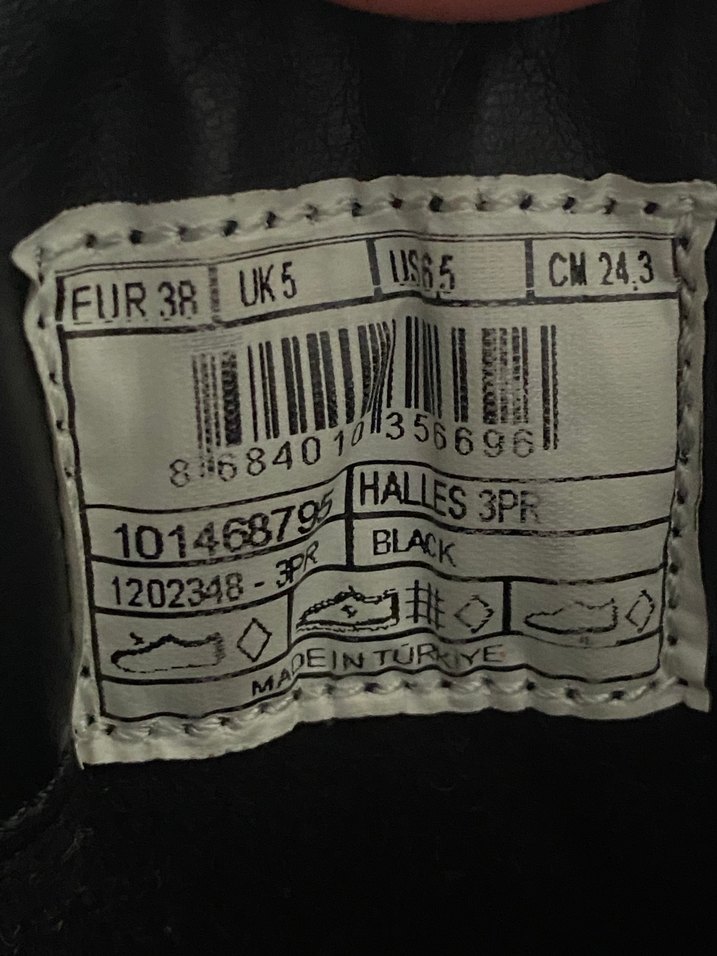 EUR 38 UK 5 US 6.5 CM 24.3
8 684010 356696
101468795 HALLES 3PR
1202348 - 3PR BLACK
MADE IN TÜRKİYE